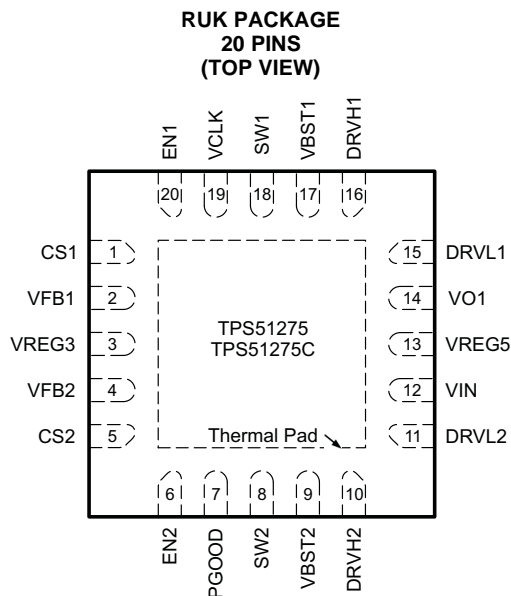 RUK PACKAGE
20 PINS
(TOP VIEW)
EN1
VCLK
SW1
VBST1
DRVH1
20
19
18
17
16
CS1
1
15
DRVL1
VFB1
2
14
VO1
VREG3
3
TPS51275
TPS51275C
13
VREG5
VFB2
4
12
VIN
CS2
5
Thermal Pad
11
DRVL2
6
7
8
9
10
EN2
PGOOD
SW2
VBST2
DRVH2